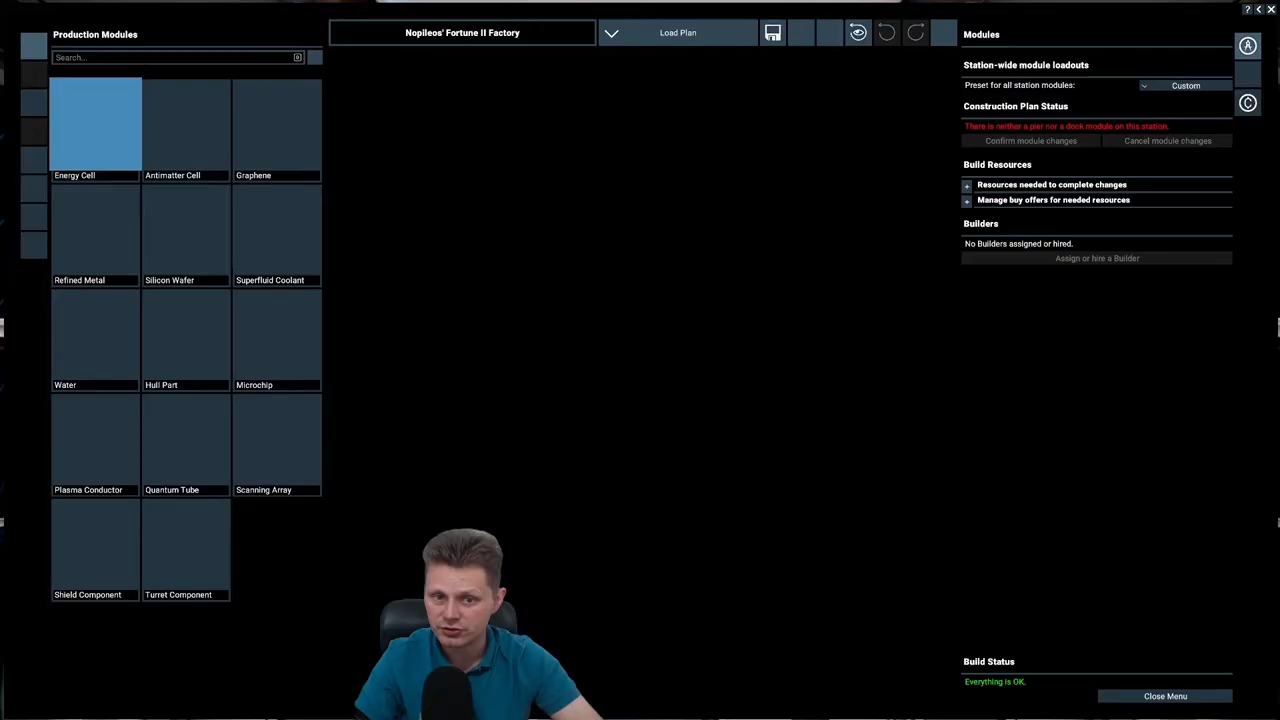 ? < X
Production Modules
Search...
Energy Cell
Antimatter Cell
Graphene
Refined Metal
Silicon Wafer
Superfluid Coolant
Water
Hull Part
Microchip
Plasma Conductor
Quantum Tube
Scanning Array
Shield Component
Turret Component
Nopileos' Fortune II Factory
Load Plan
Modules
Station-wide module loadouts
Preset for all station modules:
Custom
Construction Plan Status
There is neither a pier nor a dock module on this station.
Confirm module changes
Cancel module changes
Build Resources
+ Resources needed to complete changes
+ Manage buy offers for needed resources
Builders
No Builders assigned or hired.
Assign or hire a Builder
Build Status
Everything is OK.
Close Menu
A
C